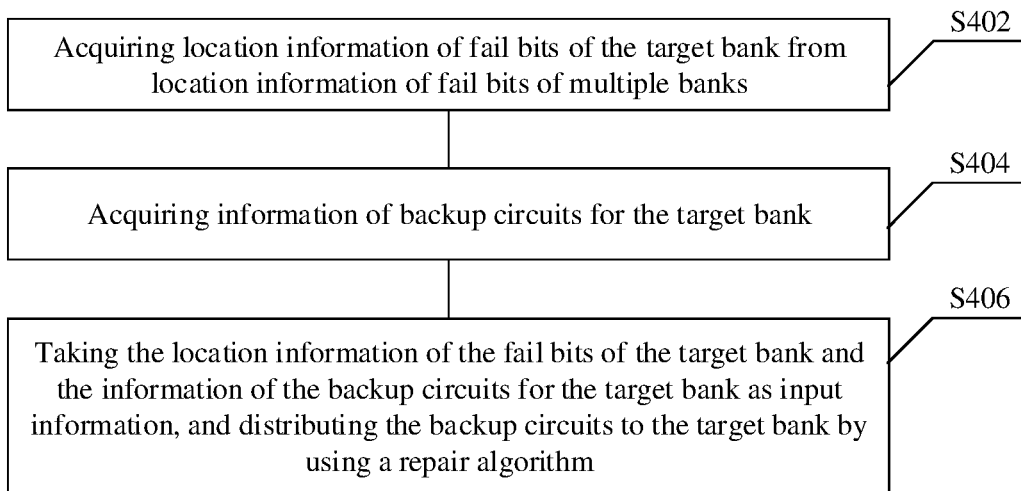 S402
Acquiring location information of fail bits of the target bank from
location information of fail bits of multiple banks
S404
Acquiring information of backup circuits for the target bank
S406
Taking the location information of the fail bits of the target bank and
the information of the backup circuits for the target bank as input
information, and distributing the backup circuits to the target bank by
using a repair algorithm